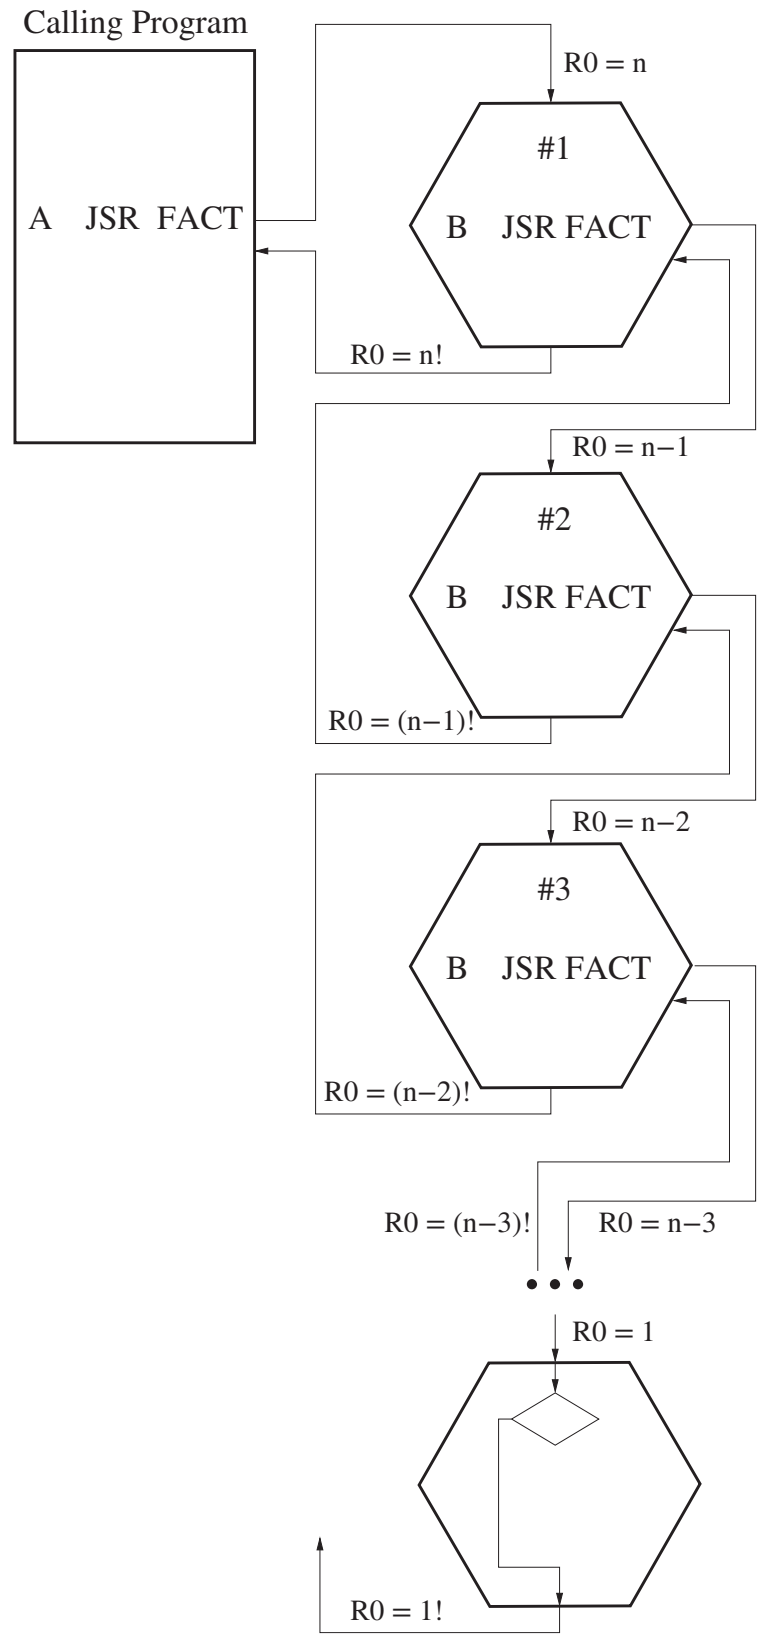 Calling Program
R0 = n
#1
A JSR FACT
B JSR FACT
R0 = n!
R0 = n−1
#2
B JSR FACT
R0 = (n−1)!
R0 = n−2
#3
B JSR FACT
R0 = (n−2)!
R0 = (n−3)!
R0 = n−3
R0 = 1
R0 = 1!